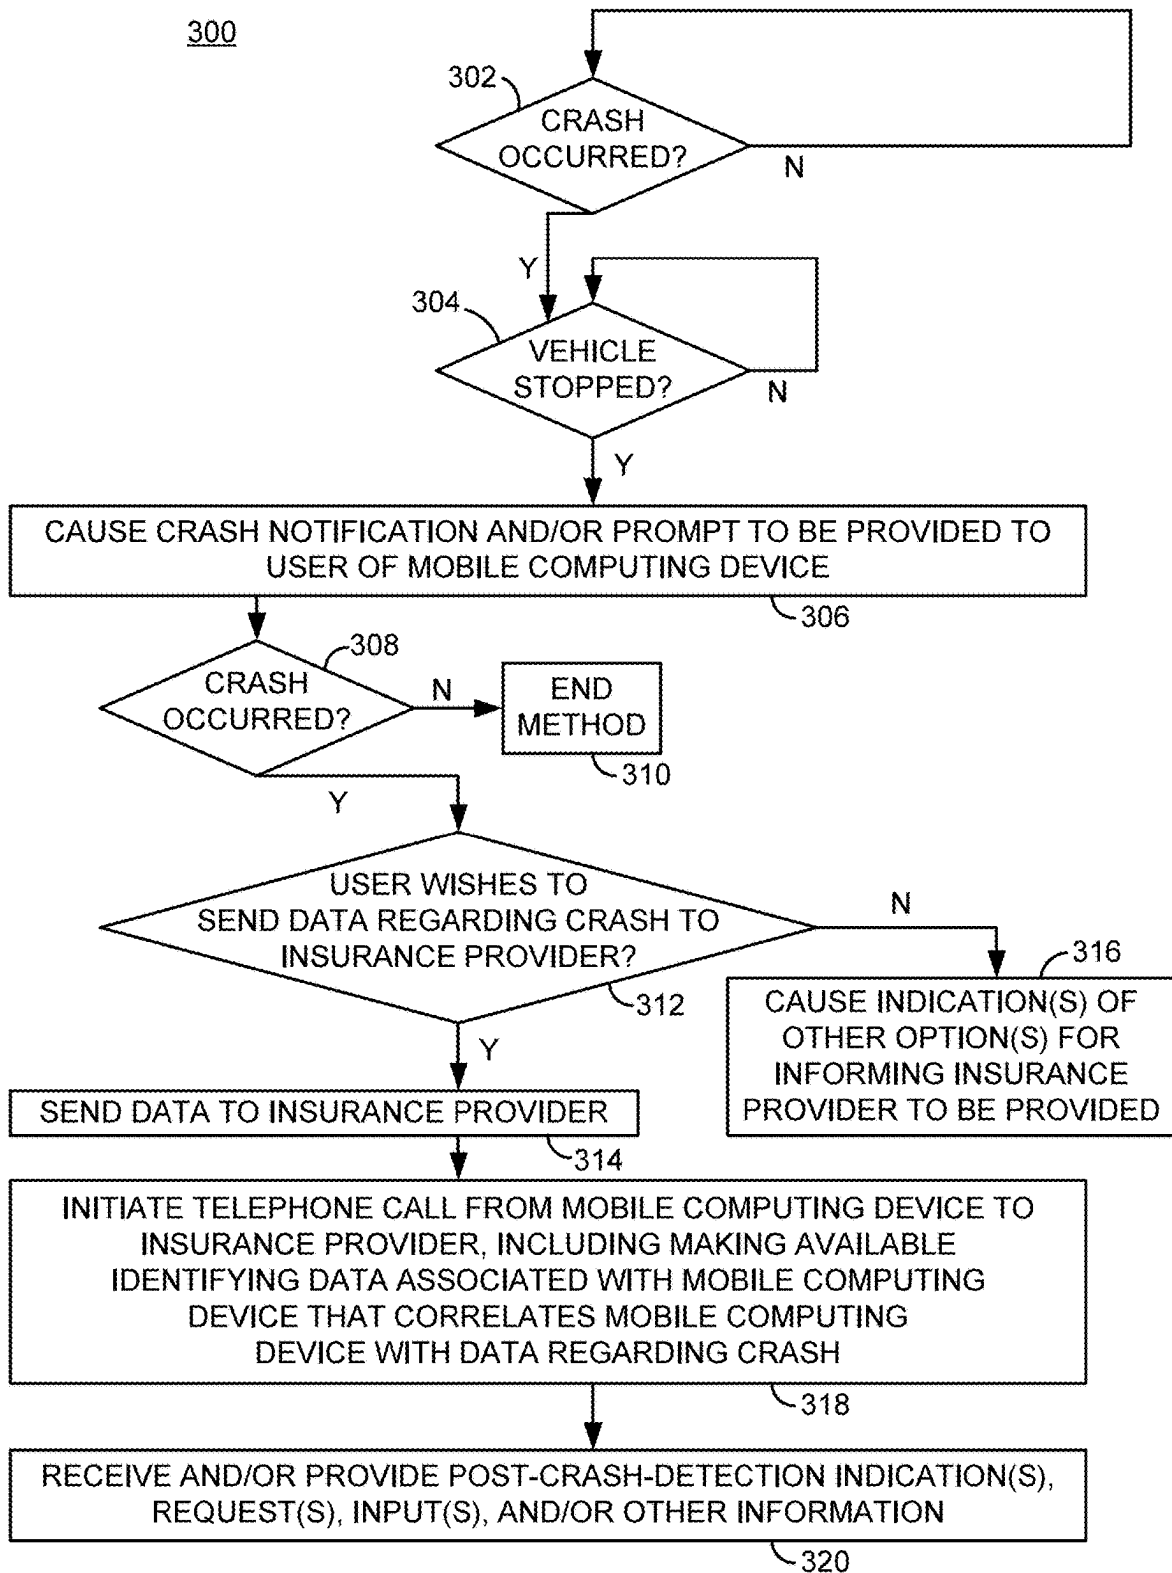 300
302
CRASH
OCCURRED?
N
Y
304
VEHICLE
STOPPED?
N
Y
CAUSE CRASH NOTIFICATION AND/OR PROMPT TO BE PROVIDED TO
USER OF MOBILE COMPUTING DEVICE
306
308
CRASH
OCCURRED?
N
END
METHOD
310
Y
USER WISHES TO
SEND DATA REGARDING CRASH TO
INSURANCE PROVIDER?
312
N
316
CAUSE INDICATION(S) OF
OTHER OPTION(S) FOR
INFORMING INSURANCE
PROVIDER TO BE PROVIDED
Y
SEND DATA TO INSURANCE PROVIDER
314
INITIATE TELEPHONE CALL FROM MOBILE COMPUTING DEVICE TO
INSURANCE PROVIDER, INCLUDING MAKING AVAILABLE
IDENTIFYING DATA ASSOCIATED WITH MOBILE COMPUTING
DEVICE THAT CORRELATES MOBILE COMPUTING
DEVICE WITH DATA REGARDING CRASH
318
RECEIVE AND/OR PROVIDE POST-CRASH-DETECTION INDICATION(S),
REQUEST(S), INPUT(S), AND/OR OTHER INFORMATION
320